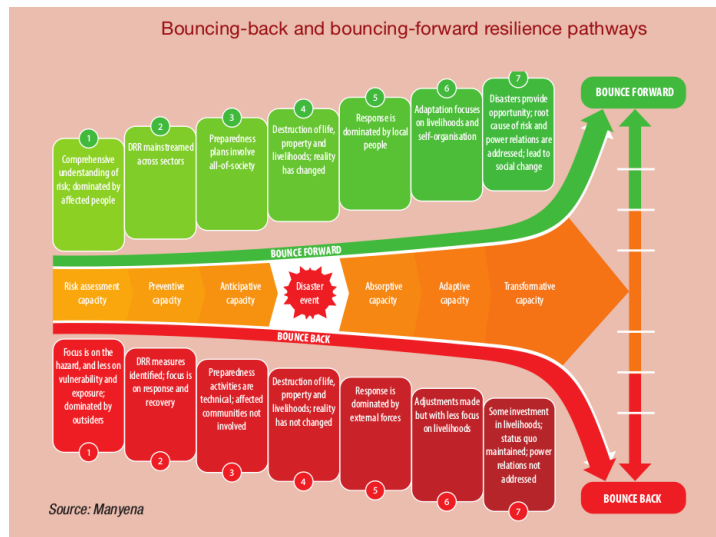 Bouncing-back and bouncing-forward resilience pathways
1
Comprehensive
understanding of
risk; dominated by
affected people
2
DRR mainstreamed
across sectors
3
Preparedness
plans involve
all-of-society
4
Destruction of life,
property and
livelihoods; reality
has changed
5
Response is
dominated by local
people
6
Adaptation focuses
on livelihoods and
self-organisation
7
Disasters provide
opportunity; root
cause of risk and
power relations are
addressed; lead to
social change
BOUNCE FORWARD
BOUNCE FORWARD
Risk assessment
capacity
Preventive
capacity
Anticipative
capacity
Disaster
event
Absorptive
capacity
Adaptive
capacity
Transformative
capacity
BOUNCE BACK
Focus is on the
hazard, and less on
vulnerability and
exposure;
dominated by
outsiders
1
DRR measures
identified; focus is
on response and
recovery
2
Preparedness
activities are
technical; affected
communities not
involved
3
Destruction of life,
property and
livelihoods; reality
has not changed
4
Response is
dominated by
external forces
5
Adjustments made
but with less focus
on livelihoods
6
Some investment
in livelihoods;
status quo
maintained; power
relations not
addressed
7
BOUNCE BACK
Source: Manyena